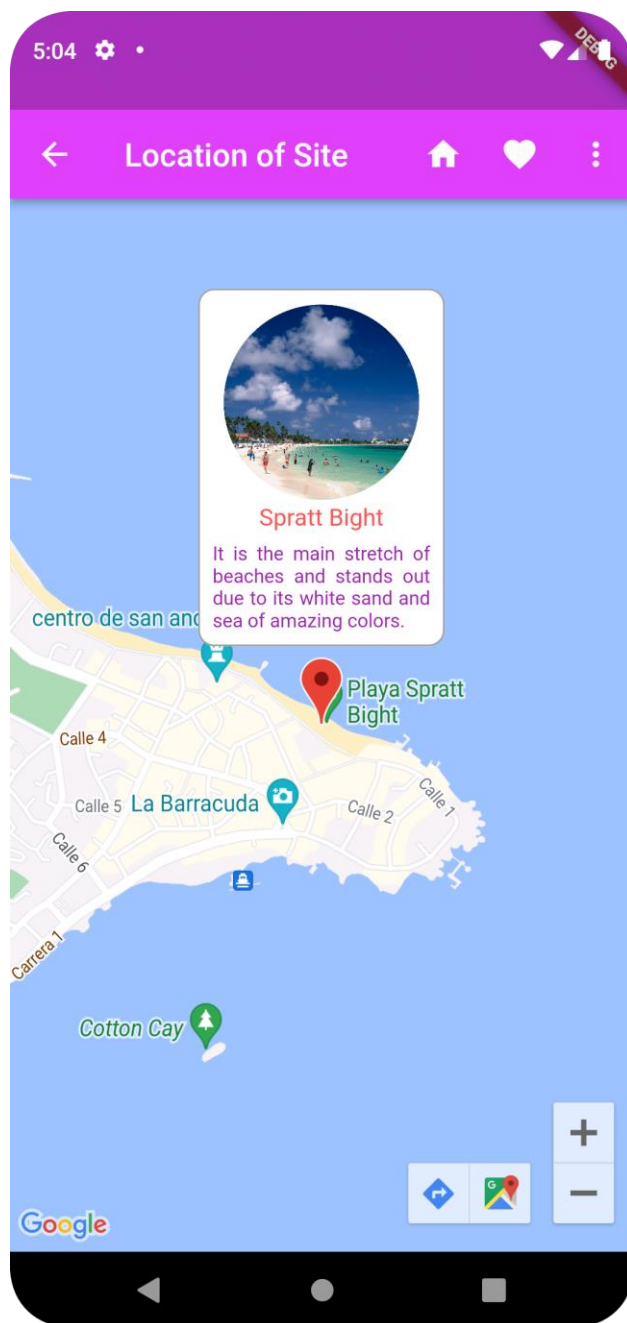 5:04
DEBUG
Location of Site
Spratt Bight
It is the main stretch of
beaches and stands out
due to its white sand and
sea of amazing colors.
centro de san and
Playa Spratt
Bight
Calle 4
Calle 5
La Barracuda
Calle 2
Calle 1
Calle 6
Carrera 1
Cotton Cay
G
Google